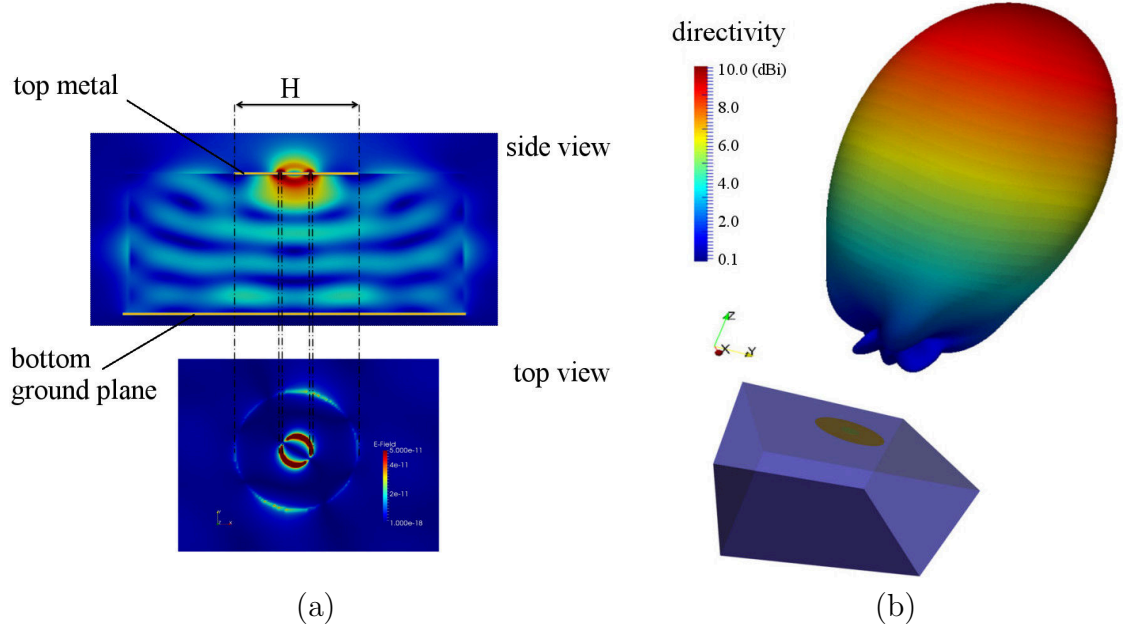 top metal
H
side view
bottom
ground plane
top view
E-Field
5.000e-11
4e-11
2e-11
1.000e-18
Z X
(a)
directivity
10.0 (dBi)
8.0
6.0
4.0
2.0
0.1
Z
X
Y
(b)